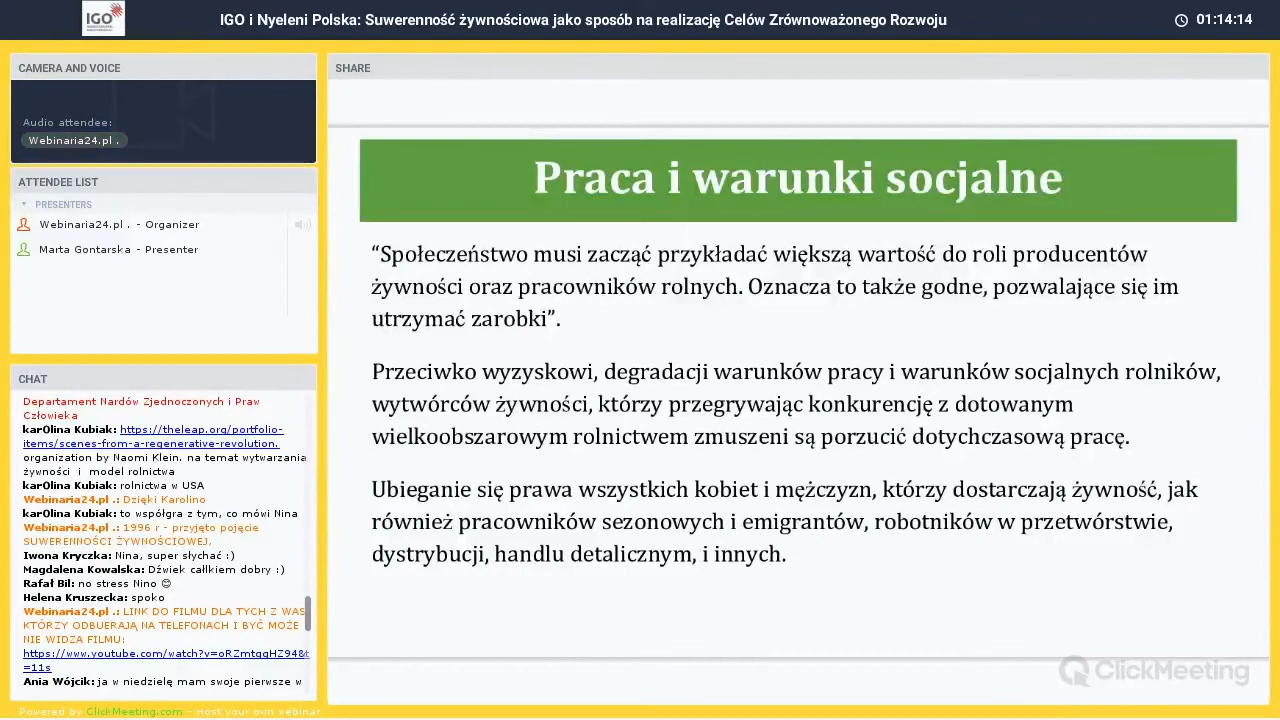 IGO
IGO i Nyeleni Polska: Suwerenność żywnościowa jako sposób na realizację Celów Zrównoważonego Rozwoju
01:14:14
CAMERA AND VOICE
Audio attendee:
Webinaria24.pl .
ATTENDEE LIST
PRESENTERS
Webinaria24.pl . - Organizer
Marta Gontarska - Presenter
CHAT
Departament Nardów Zjednoczonych i Praw
Człowieka
kar0lina Kubiak: https://theleap.org/portfolio-
items/scenes-from-a-regenerative-revolution.
organization by Naomi Klein. na temat wytwarzania
żywności i model rolnictwa
kar0lina Kubiak: rolnictwa w USA
Webinaria24.pl .: Dzięki Karolino
kar0lina Kubiak: to współgra z tym, co mówi Nina
Webinaria24.pl .: 1996 r - przyjęto pojęcie
SUWERENNOŚCI ŻYWNOŚCIOWEJ,
Iwona Kryczka: Nina, super słychać :)
Magdalena Kowalska: Dźwiek callkiem dobry :)
Rafał Bil: no stress Nino 😊
Helena Kruszecka: spoko
Webinaria24.pl .: LINK DO FILMU DLA TYCH Z WAS
KTÓRZY ODBUERAJĄ NA TELEFONACH I BYĆ MOŻE
NIE WIDZA FILMU:
=11s
Ania Wójcik: ja w niedzielę mam swoje pierwsze w
SHARE
Praca i warunki socjalne
“Społeczeństwo musi zacząć przykładać większą wartość do roli producentów
żywności oraz pracowników rolnych. Oznacza to także godne, pozwalające się im
utrzymać zarobki”.
Przeciwko wyzyskowi, degradacji warunków pracy i warunków socjalnych rolników,
wytwórców żywności, którzy przegrywając konkurencję z dotowanym
wielkoobszarowym rolnictwem zmuszeni są porzucić dotychczasową pracę.
Ubieganie się prawa wszystkich kobiet i mężczyzn, którzy dostarczają żywność, jak
również pracowników sezonowych i emigrantów, robotników w przetwórstwie,
dystrybucji, handlu detalicznym, i innych.
ClickMeeting
Powered by ClickMeeting.com – Host your own webinar